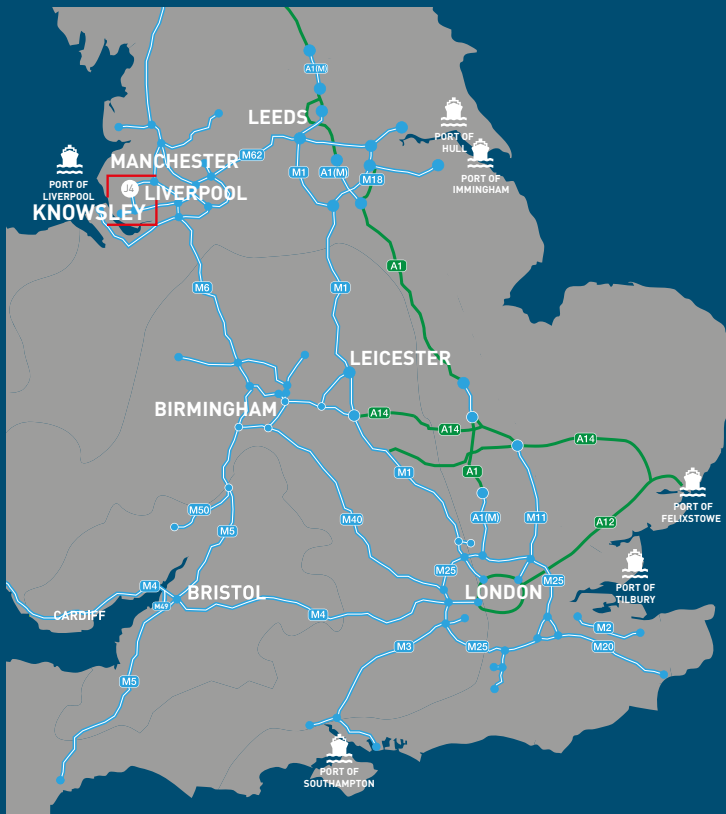 A1(M)
LEEDS
PORT OF
HULL
MANCHESTER
M62
M1
A1(M)
M18
PORT OF
IMMINGHAM
PORT OF
LIVERPOOL
J4
LIVERPOOL
KNOWSLEY
A1
M6
M1
LEICESTER
BIRMINGHAM
A14
A14
A14
M1
A1
PORT OF
FELIXSTOWE
M50
M5
M40
A1(M)
M11
A12
M25
M25
PORT OF
TILBURY
M4
M49
BRISTOL
LONDON
CARDIFF
M4
M2
M3
M25
M20
M5
PORT OF
SOUTHAMPTON